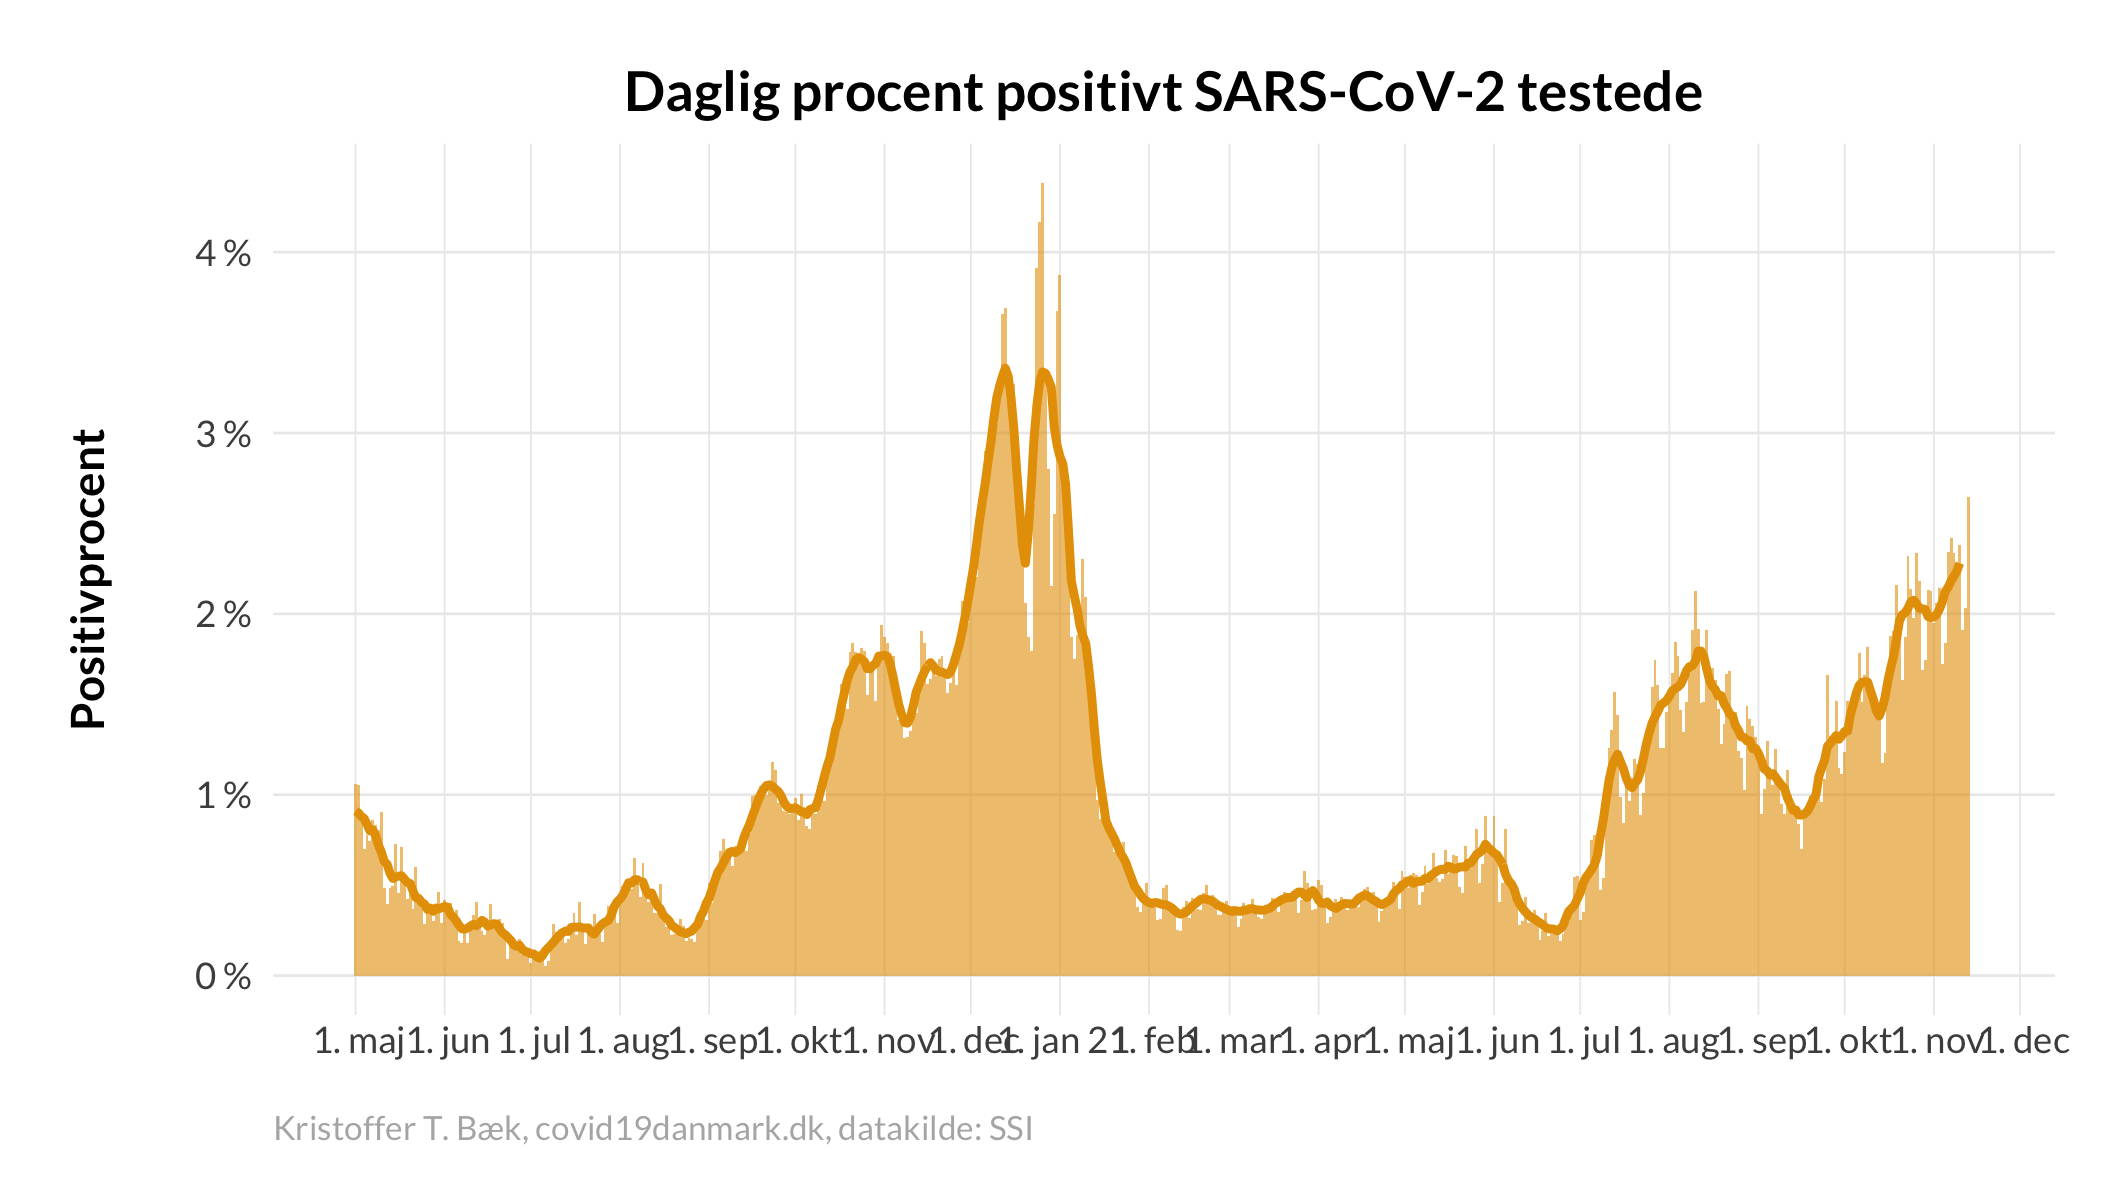 Daglig procent positivt SARS-CoV-2 testede
Positivprocent
4 %
3 %
2 %
1 %
0 %
1. maj 1. jun 1. jul 1. aug 1. sep 1. okt 1. nov 1. dec 1. jan 21 1. feb 1. mar 1. apr 1. maj 1. jun 1. jul 1. aug 1. sep 1. okt 1. nov 1. dec
Kristoffer T. Bæk, covid19danmark.dk, datakilde: SSI